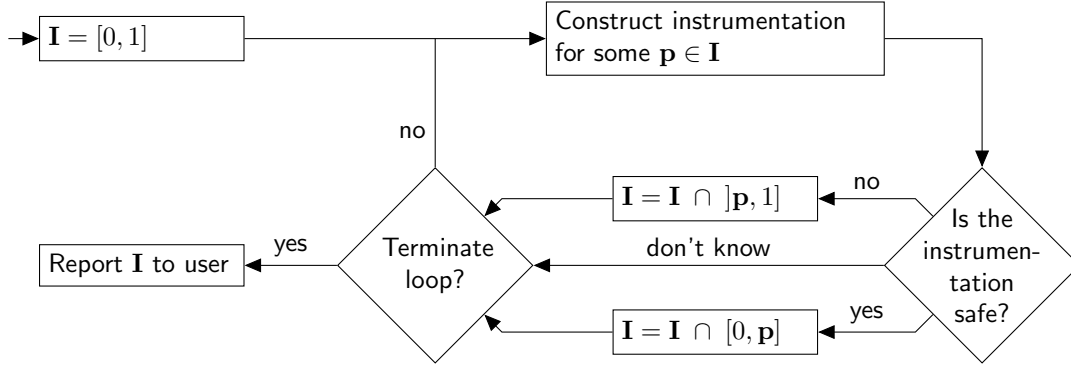 I = [0, 1]
Construct instrumentation
for some p ∈ I
no
I = I ∩ ]p, 1]
no
Is the
instrumen-
tation
safe?
Terminate
loop?
don't know
yes
Report I to user
I = I ∩ [0, p]
yes